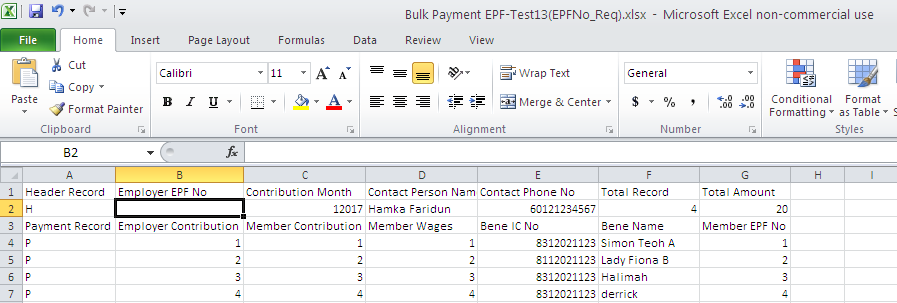 Bulk Payment EPF-Test13(EPFNo_Req).xlsx - Microsoft Excel non-commercial use
File Home Insert Page Layout Formulas Data Review View
Cut
Copy
Format Painter
Paste
Clipboard
Calibri 11 A A
B I U A
Font
Wrap Text
Merge & Center
Alignment
General
$ % , .0 .00 .00 .0
Number
Conditional Formatting
Format as Table
Styles
B2 fx
A B C D E F G H I
1 Header Record Employer EPF No Contribution Month Contact Person Nam Contact Phone No Total Record Total Amount
2 H 12017 Hamka Faridun 60121234567 4 20
3 Payment Record Employer Contribution Member Contribution Member Wages Bene IC No Bene Name Member EPF No
4 P 1 1 1 8312021123 Simon Teoh A 1
5 P 2 2 2 8112021123 Lady Fiona B 2
6 P 3 3 3 8312021123 Halimah 3
7 P 4 4 4 8312021123 derrick 4